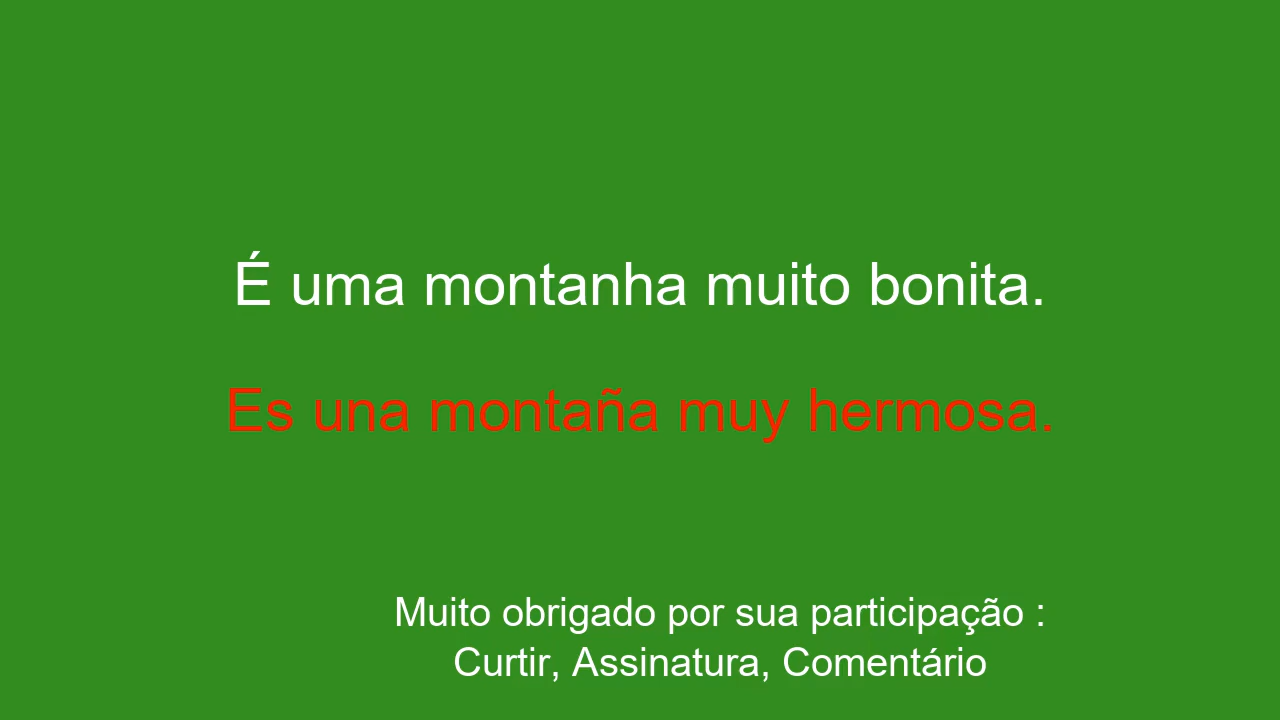 É uma montanha muito bonita.
Es una montaña muy hermosa.
Muito obrigado por sua participação :
Curtir, Assinatura, Comentário